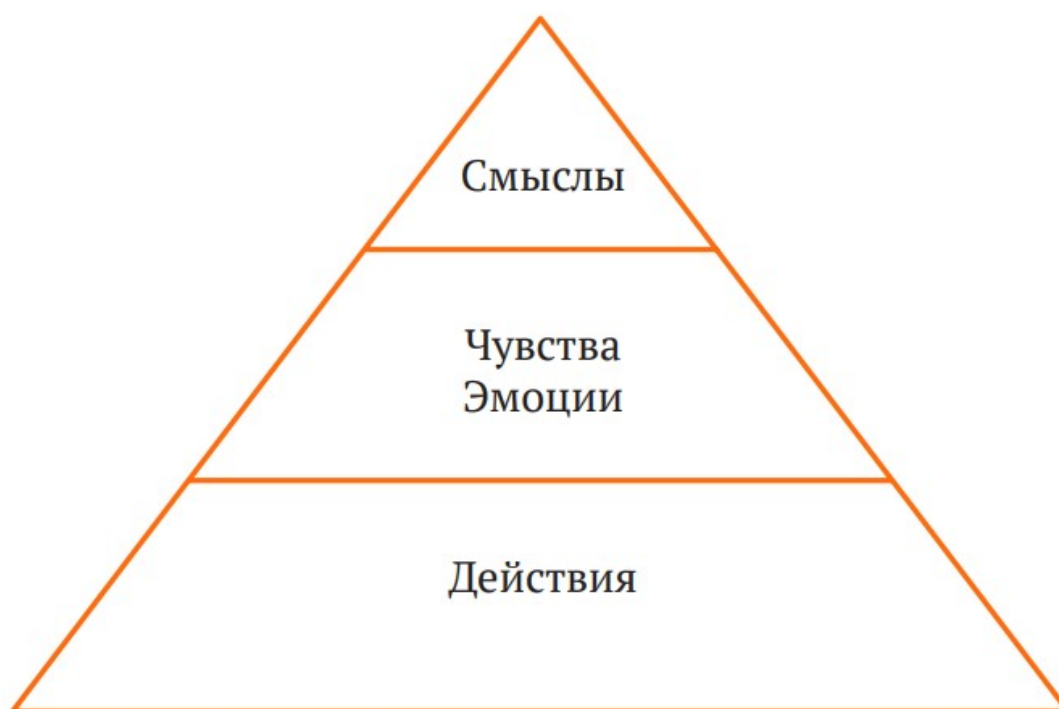 Смыслы
Чувства
Эмоции
Действия